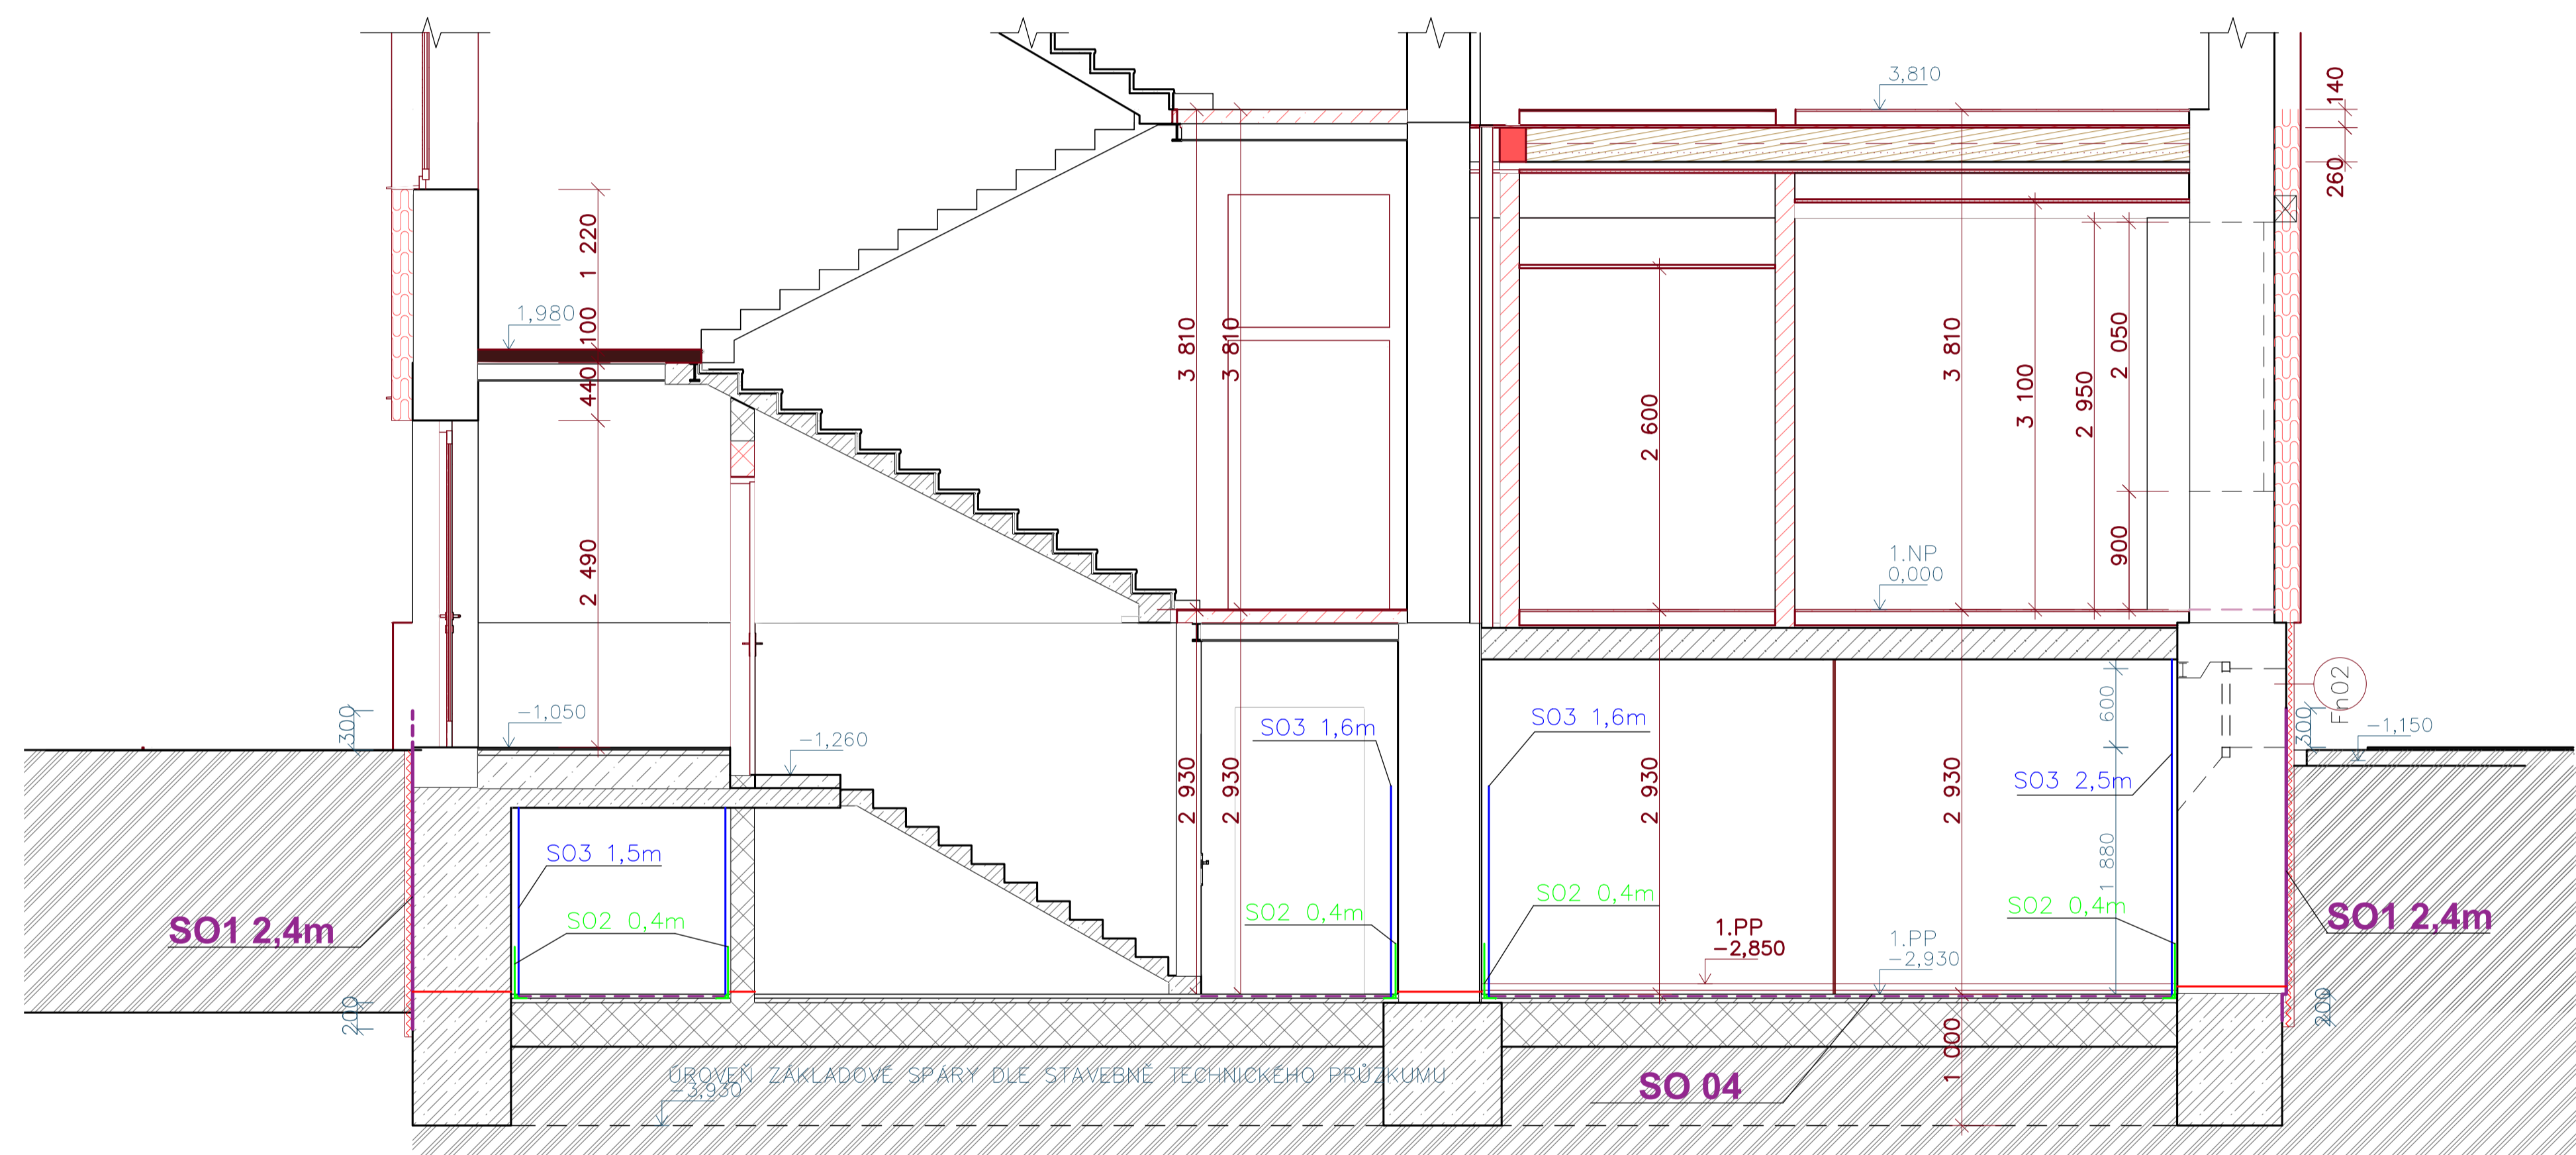 3,810
140
260
1 220
1,980
100
440
3 810
3 810
3 810
2 050
3 100
2 950
2 600
2 490
900
1.NP
0,000
Fn02
600
300
-1,150
300
-1,050
-1,260
SO3 1,6m
SO3 1,6m
SO3 2,5m
2 930
2 930
2 930
2 930
1 880
SO3 1,5m
SO2 0,4m
SO2 0,4m
SO2 0,4m
SO2 0,4m
SO1 2,4m
SO1 2,4m
1.PP
-2,850
1.PP
-2,930
200
200
1 000
ÚROVEŇ ZÁKLADOVÉ SPÁRY DLE STAVEBNĚ TECHNICKÉHO PRŮZKUMU
-3,930
SO 04